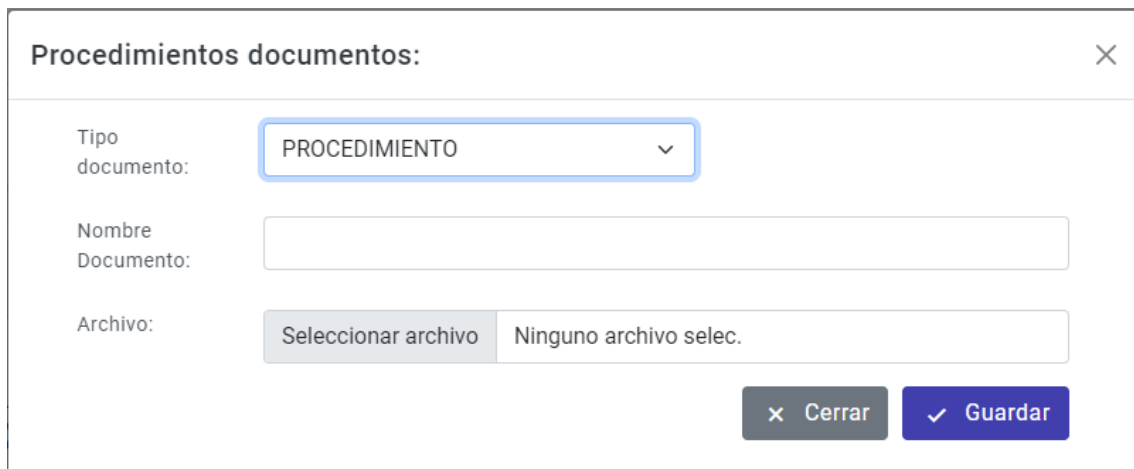 Procedimientos documentos:
Tipo
documento:
PROCEDIMIENTO
Nombre
Documento:
Archivo:
Seleccionar archivo
Ninguno archivo selec.
Cerrar
Guardar